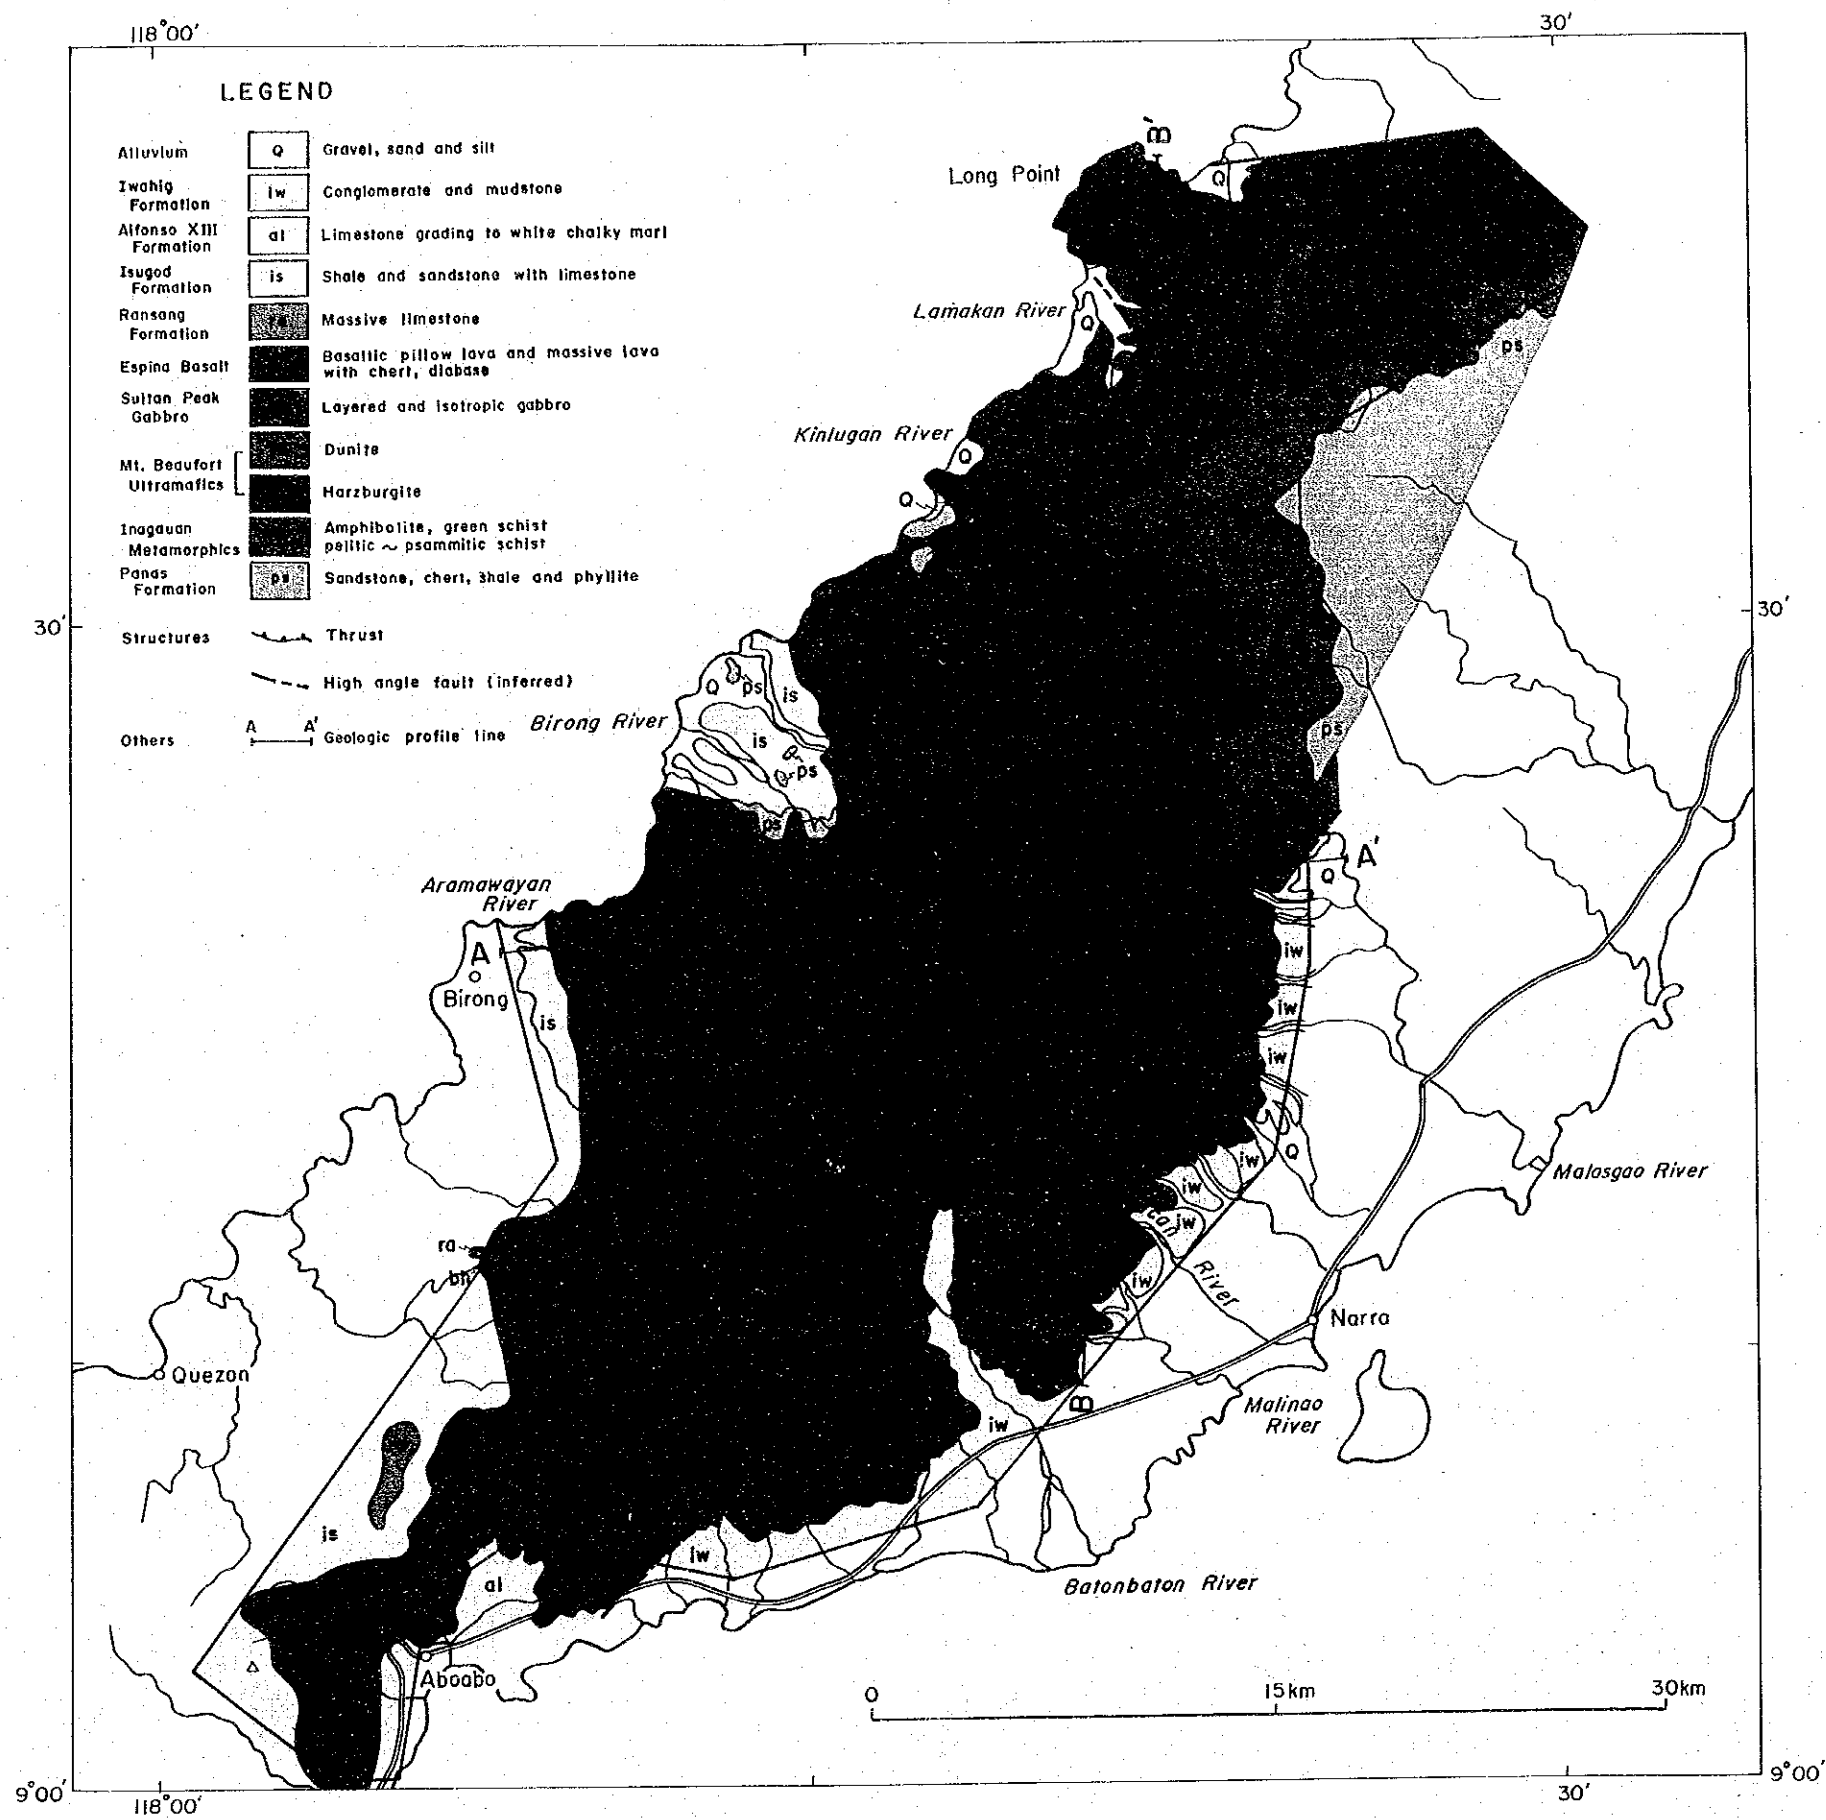 118°00′
30′
LEGEND
Alluvium Q Gravel, sand and silt
Iwahig
Formation iw Conglomerate and mudstone
Alfonso XIII
Formation al Limestone grading to white chalky marl
Isugod
Formation is Shale and sandstone with limestone
Ransang
Formation ra Massive limestone
Espina Basalt
Basaltic pillow lava and massive lava
with chert, diabase
Sultan Peak
Gabbro
Layered and isotropic gabbro
Mt. Beaufort
Ultramafics
Dunite
Harzburgite
Inagauan
Metamorphics
Amphibolite, green schist
pelitic ~ psammitic schist
Panas
Formation ps Sandstone, chert, shale and phyllite
Structures Thrust
High angle fault (inferred)
Others A A′ Geologic profile line
B′
Long Point
Q
Lamakan River
Q
ps
Kinlugan River
Q
Q
30′
30′
Q
ps
is
Birong River
is
ps
ps
ps
A′
Q
Aramawayan
River
A
Birong
is
iw
iw
iw
Q
iw
iw
iw
iw
can
River
Malasgao River
ra
bh
Narra
Quezon
B
Malinao
River
iw
is
iw
al
Batonbaton River
Aboabo
0
15km
30km
9°00′
9°00′
118°00′
30′